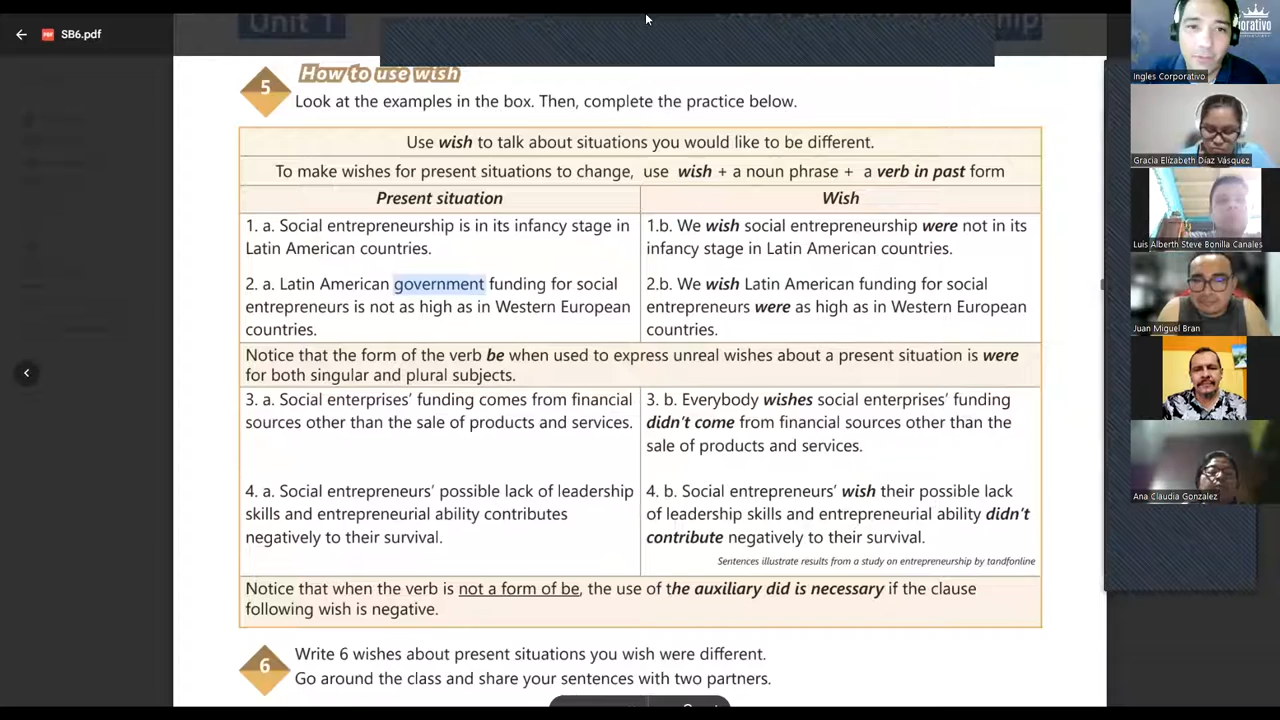 SB6.pdf
Unit 1
5
How to use wish
Look at the examples in the box. Then, complete the practice below.
Use wish to talk about situations you would like to be different.
To make wishes for present situations to change, use wish + a noun phrase + a verb in past form
Present situation
Wish
1. a. Social entrepreneurship is in its infancy stage in
Latin American countries.
1.b. We wish social entrepreneurship were not in its
infancy stage in Latin American countries.
2. a. Latin American government funding for social
entrepreneurs is not as high as in Western European
countries.
2.b. We wish Latin American funding for social
entrepreneurs were as high as in Western European
countries.
Notice that the form of the verb be when used to express unreal wishes about a present situation is were
for both singular and plural subjects.
3. a. Social enterprises’ funding comes from financial
sources other than the sale of products and services.
3. b. Everybody wishes social enterprises’ funding
didn’t come from financial sources other than the
sale of products and services.
4. a. Social entrepreneurs’ possible lack of leadership
skills and entrepreneurial ability contributes
negatively to their survival.
4. b. Social entrepreneurs’ wish their possible lack
of leadership skills and entrepreneurial ability didn’t
contribute negatively to their survival.
Sentences illustrate results from a study on entrepreneurship by tandfonline
Notice that when the verb is not a form of be, the use of the auxiliary did is necessary if the clause
following wish is negative.
6
Write 6 wishes about present situations you wish were different.
Go around the class and share your sentences with two partners.
orativo
Ingles Corporativo
Gracia Elizabeth Díaz Vásquez
Luis Alberth Steve Bonilla Canales
Juan Miguel Bran
Ana Claudia Gonzalez